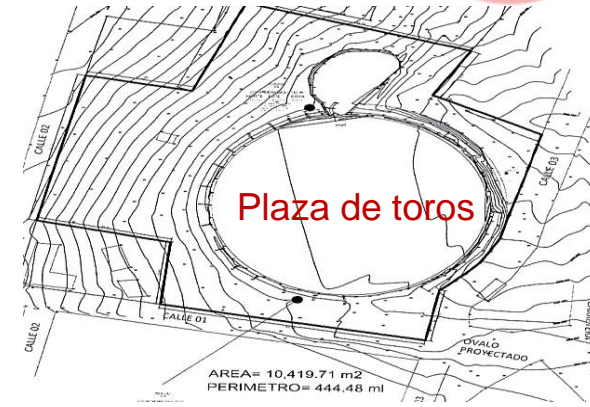 CALLE 02
CALLE 03
Plaza de toros
CALLE 01
CALLE 02
OVALO
PROYECTADO
AREA= 10,419.71 m2
PERIMETRO= 444.48 ml